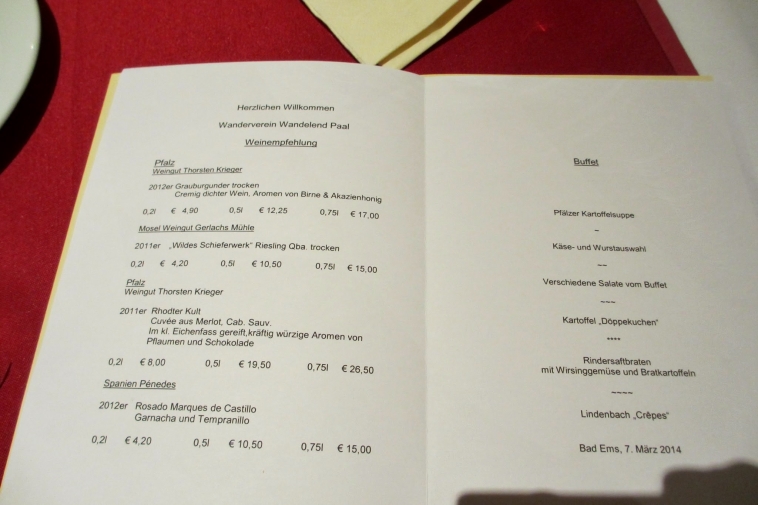 Herzlichen Willkommen
Wanderverein Wandelend Paal
Weinempfehlung
Pfalz
Weingut Thorsten Krieger
2012er Grauburgunder trocken
Cremig dichter Wein, Aromen von Birne & Akazienhonig
0,2l € 4,90 0,5l € 12,25 0,75l € 17,00
Mosel Weingut Gerlachs Mühle
2011er „Wildes Schieferwerk“ Riesling Qba. trocken
0,2l € 4,20 0,5l € 10,50 0,75l € 15,00
Pfalz
Weingut Thorsten Krieger
2011er Rhodter Kult
Cuvée aus Merlot, Cab. Sauv.
Im kl. Eichenfass gereift,kräftig würzige Aromen von
Pflaumen und Schokolade
0,2l € 8,00 0,5l € 19,50 0,75l € 26,50
Spanien Pénedes
2012er Rosado Marques de Castillo
Garnacha und Tempranillo
0,2l € 4,20 0,5l € 10,50 0,75l € 15,00
Buffet
Pfälzer Kartoffelsuppe
~
Käse- und Wurstauswahl
~~
Verschiedene Salate vom Buffet
~~~
Kartoffel „Döppekuchen“
****
Rindersaftbraten
mit Wirsinggemüse und Bratkartoffeln
~~~~
Lindenbach „Crêpes“
Bad Ems, 7. März 2014